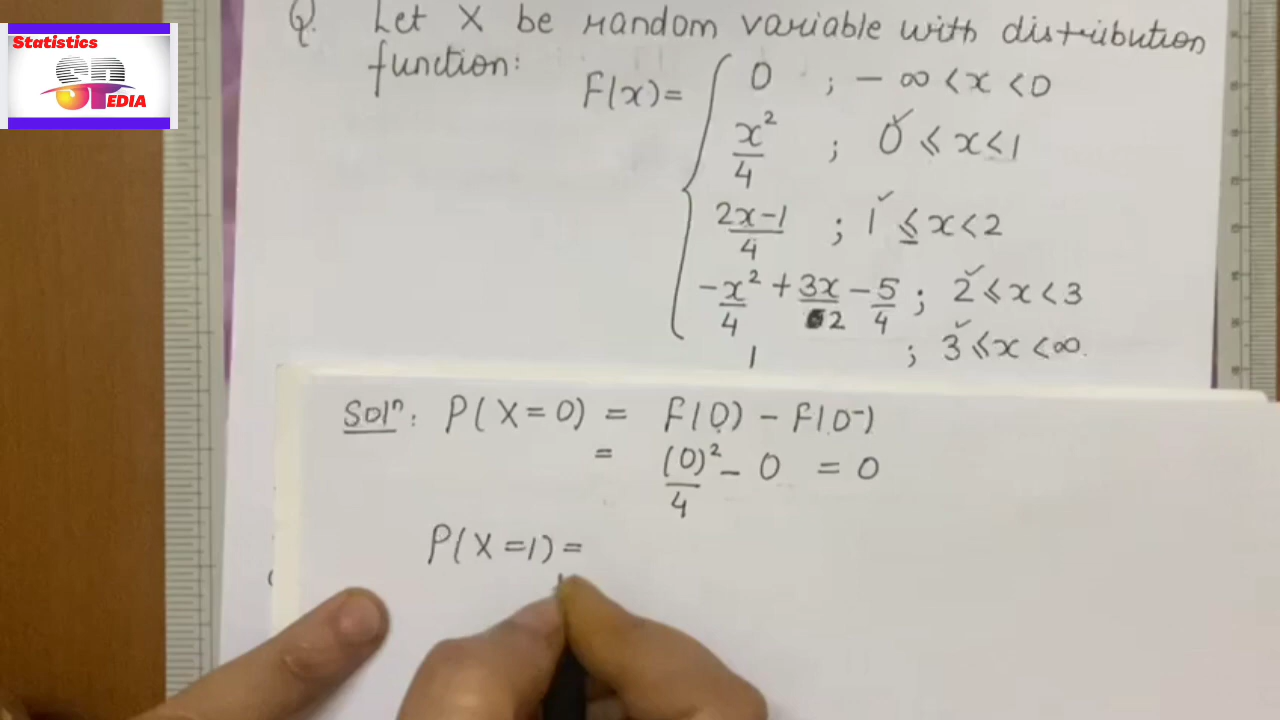 Statistics
PEDIA
Q. Let X be random variable with distribution
function:
F(x) =
0 ; - ∞ < x < 0
x²/4 ; 0 ≤ x < 1
2x-1/4 ; 1 ≤ x < 2
-x²/4 + 3x/2 - 5/4 ; 2 ≤ x < 3
1 ; 3 ≤ x < ∞.
Solⁿ: P(X = 0) = F(0) - F(0⁻)
= (0)²/4 - 0 = 0
P(X = 1) =